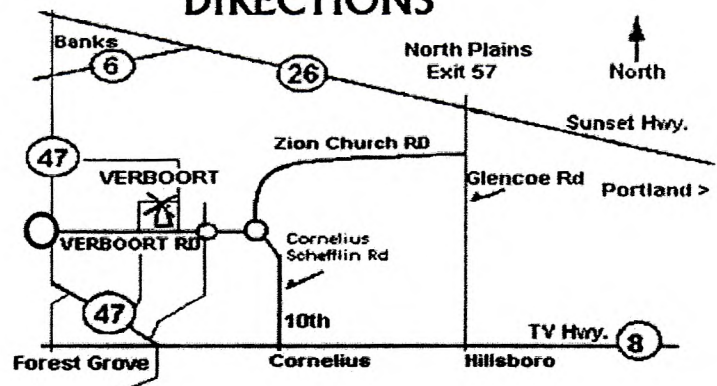 DIRECTIONS
Banks
6
26
North Plains
Exit 57
North
Sunset Hwy.
47
Zion Church RD
VERBOORT
Glencoe Rd
Portland >
VERBOORT RD
Cornelius
Schefflin Rd
47
10th
TV Hwy.
8
Forest Grove
Cornelius
Hillsboro